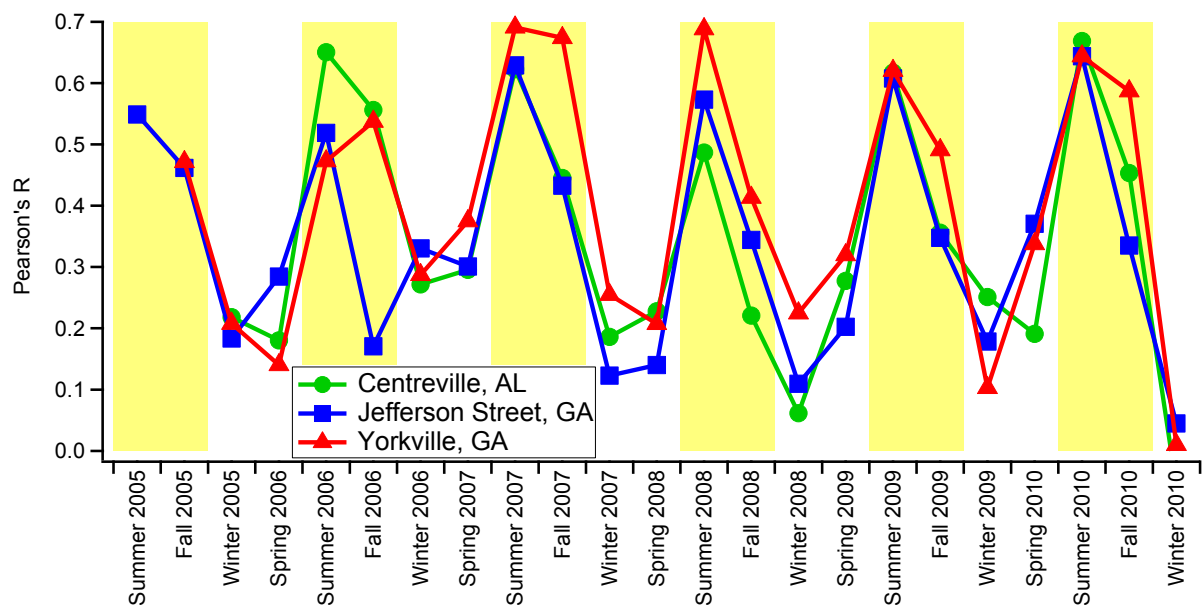 Pearson's R
0.7
0.6
0.5
0.4
0.3
0.2
0.1
0.0
Centreville, AL
Jefferson Street, GA
Yorkville, GA
Summer 2005
Fall 2005
Winter 2005
Spring 2006
Summer 2006
Fall 2006
Winter 2006
Spring 2007
Summer 2007
Fall 2007
Winter 2007
Spring 2008
Summer 2008
Fall 2008
Winter 2008
Spring 2009
Summer 2009
Fall 2009
Winter 2009
Spring 2010
Summer 2010
Fall 2010
Winter 2010